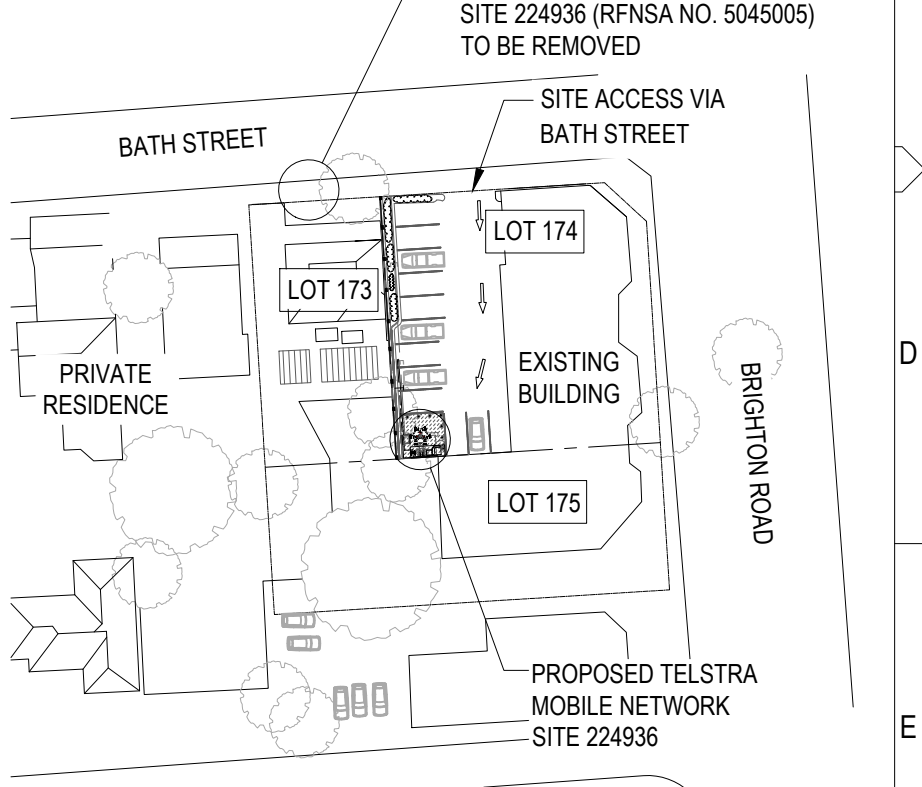 SITE 224936 (RFNSA NO. 5045005)
TO BE REMOVED
SITE ACCESS VIA
BATH STREET
BATH STREET
LOT 174
LOT 173
D
PRIVATE
RESIDENCE
EXISTING
BUILDING
BRIGHTON ROAD
LOT 175
PROPOSED TELSTRA
MOBILE NETWORK
SITE 224936
E